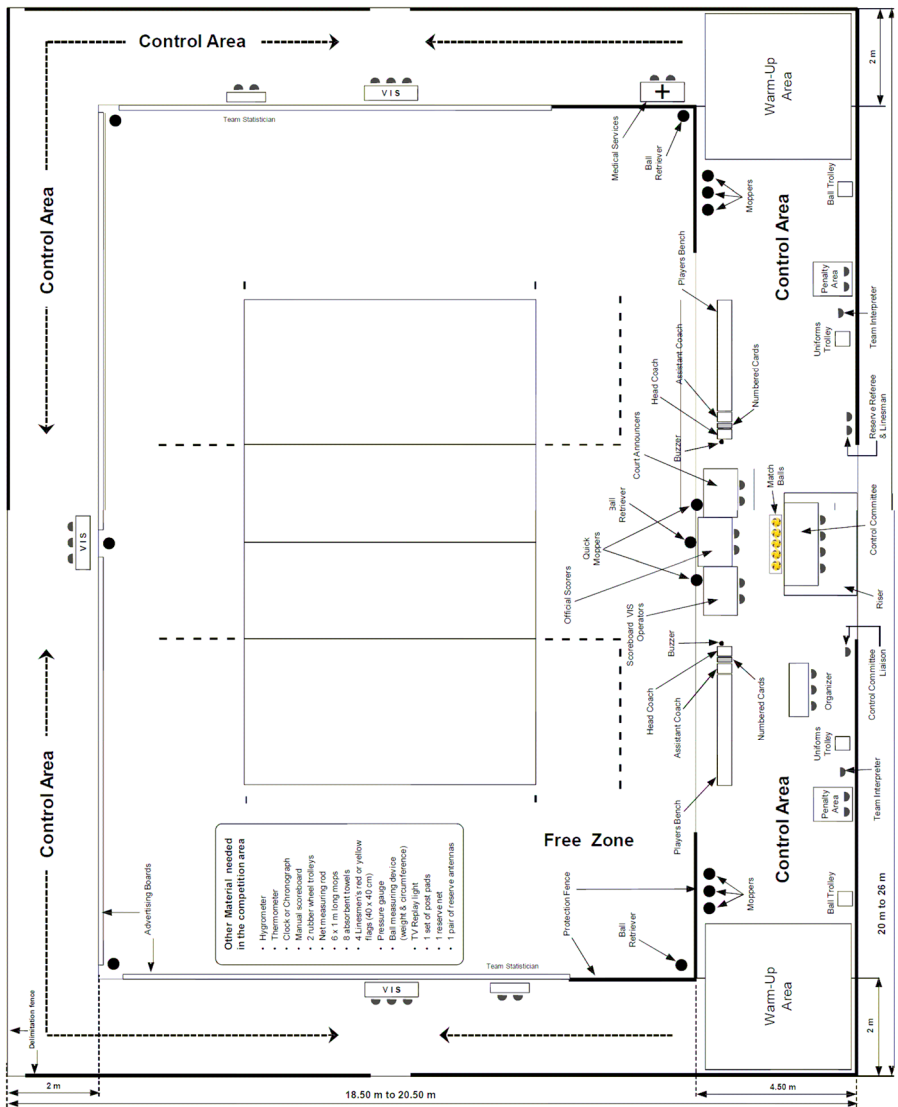 Control Area
2 m
Warm-Up
Area
VIS
Team Statistician
Medical Services
Ball
Retriever
Moppers
Ball Trolley
Control Area
Control Area
Players Bench
Penalty
Area
Team Interpreter
Uniforms
Trolley
Assistant Coach
Head Coach
Numbered Cards
Reserve Referee
& Linesman
Buzzer
Court Announcers
Match
Balls
VIS
Retriever
Quick
Moppers
Official Scorers
Control Committee
Riser
Scoreboard VIS
Operators
Buzzer
Control Committee
Liaison
Head Coach
Assistant Coach
Numbered Cards
Organizer
Uniforms
Trolley
Team Interpreter
Control Area
Control Area
Players Bench
Penalty
Area
Free Zone
Other Material needed
in the competition area
• Hygrometer
• Thermometer
• Clock or Chronograph
• Manual scoreboard
• 2 rubber wheel trolleys
• Net measuring rod
• 6 x 1 m long mops
• 8 absorbent towels
• 4 Linesmen's red or yellow
flags (40 x 40 cm)
• Pressure gauge
• Ball measuring device
(weight & circumference)
• TV Replay light
• 1 set of post pads
• 1 reserve net
• 1 pair of reserve antennas
Advertising Boards
Protection Fence
Ball
Retriever
Moppers
Ball Trolley
20 m to 26 m
Team Statistician
VIS
Warm-Up
Area
Delimitation fence
2 m
2 m
18.50 m to 20.50 m
4.50 m